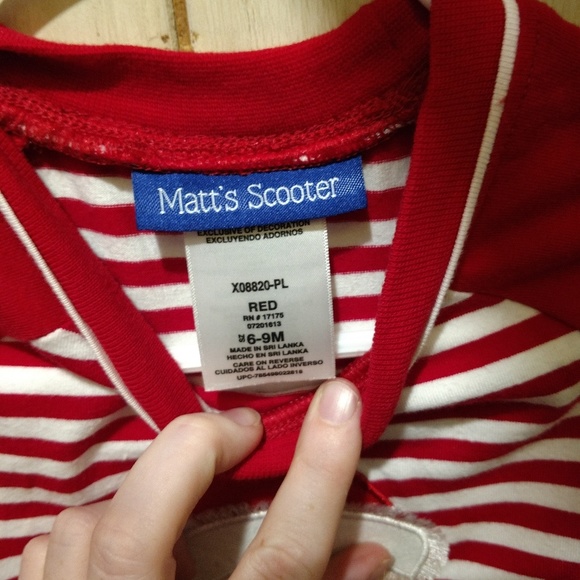 Matt's Scooter
EXCLUSIVE OF DECORATION
EXCLUYENDO ADORNOS
X08820-PL
RED
RN # 17175
07201613
6-9M
MADE IN SRI LANKA
HECHO EN SRI LANKA
CARE ON REVERSE
CUIDADOS AL LADO INVERSO